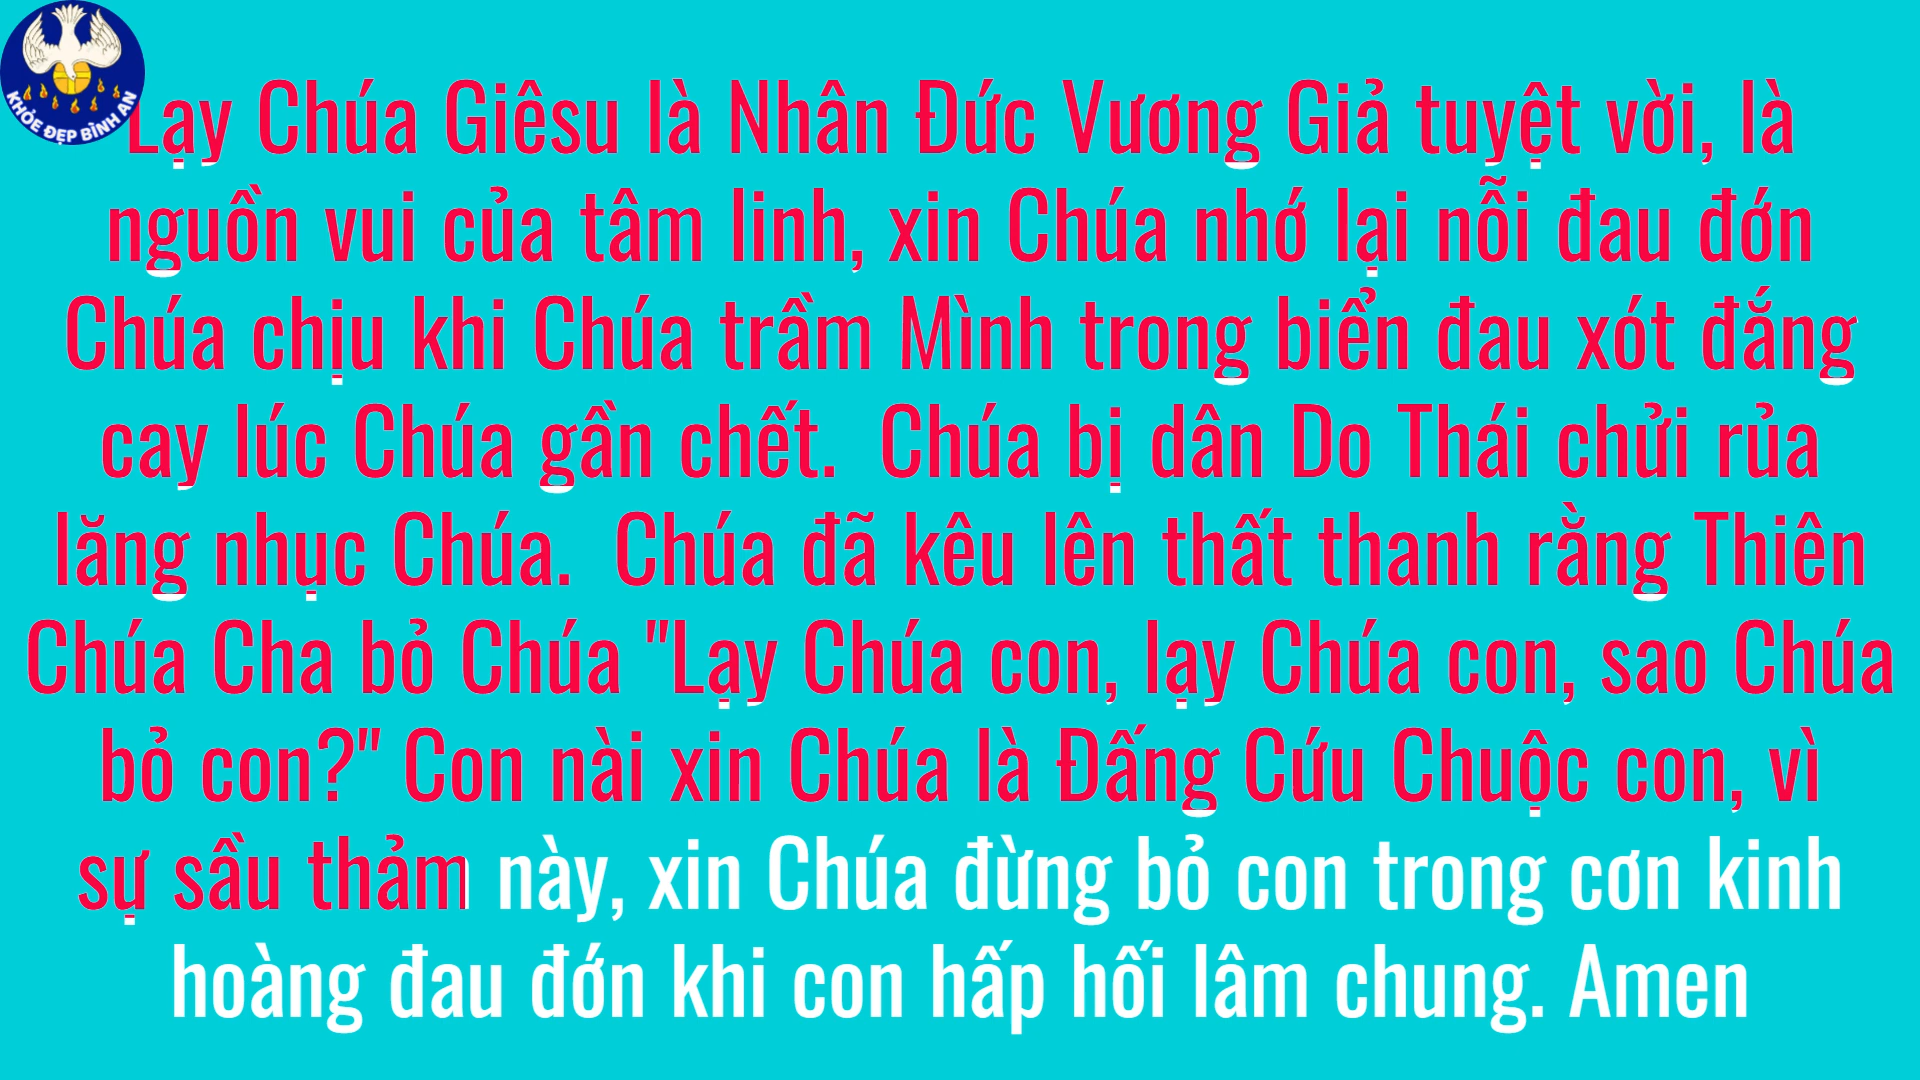 KHỎE ĐẸP BÌNH AN
Lạy Chúa Giêsu là Nhân Đức Vương Giả tuyệt vời, là
nguồn vui của tâm linh, xin Chúa nhớ lại nỗi đau đớn
Chúa chịu khi Chúa trầm Mình trong biển đau xót đắng
cay lúc Chúa gần chết.  Chúa bị dân Do Thái chửi rủa
lăng nhục Chúa.  Chúa đã kêu lên thất thanh rằng Thiên
Chúa Cha bỏ Chúa "Lạy Chúa con, lạy Chúa con, sao Chúa
bỏ con?" Con nài xin Chúa là Đấng Cứu Chuộc con, vì
sự sầu thảm này, xin Chúa đừng bỏ con trong cơn kinh
hoàng đau đớn khi con hấp hối lâm chung. Amen